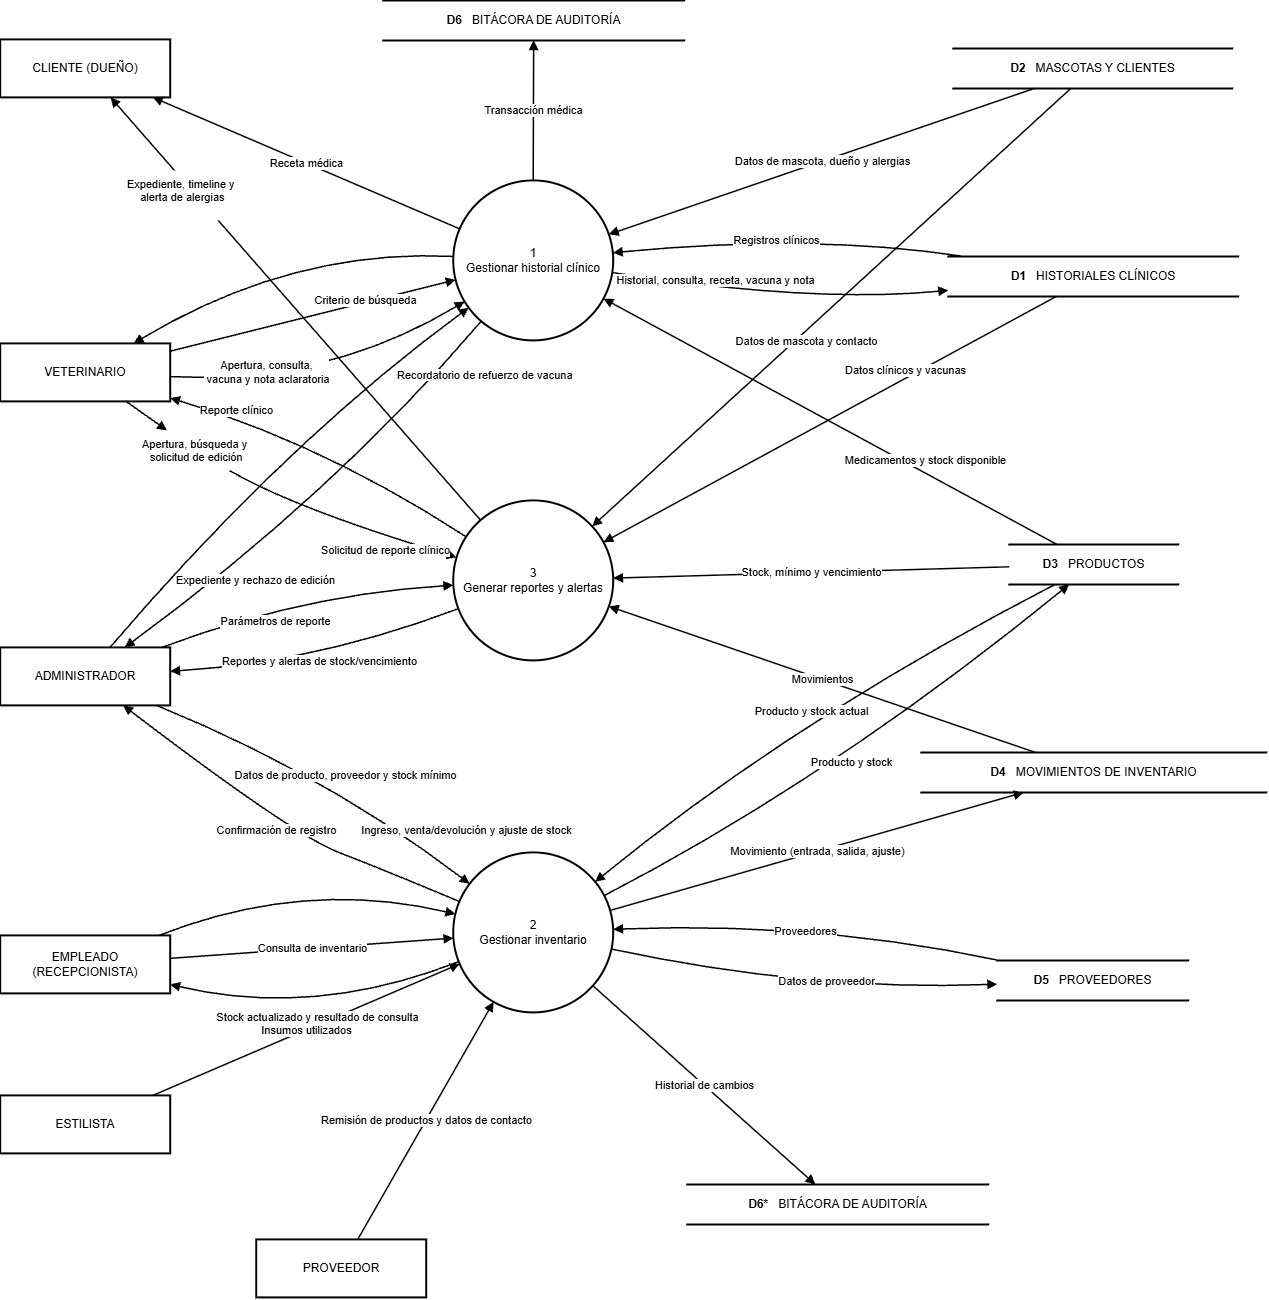 D6 BITÁCORA DE AUDITORÍA
CLIENTE (DUEÑO)
D2 MASCOTAS Y CLIENTES
Transacción médica
Receta médica
Datos de mascota, dueño y alergias
Expediente, timeline y
alerta de alergias
Registros clínicos
1
Gestionar historial clínico
D1 HISTORIALES CLÍNICOS
Historial, consulta, receta, vacuna y nota
Criterio de búsqueda
Datos de mascota y contacto
VETERINARIO
Apertura, consulta,
vacuna y nota aclaratoria
Recordatorio de refuerzo de vacuna
Datos clínicos y vacunas
Reporte clínico
Apertura, búsqueda y
solicitud de edición
Medicamentos y stock disponible
Solicitud de reporte clínico
3
Generar reportes y alertas
Stock, mínimo y vencimiento
D3 PRODUCTOS
Expediente y rechazo de edición
Parámetros de reporte
Reportes y alertas de stock/vencimiento
ADMINISTRADOR
Movimientos
Producto y stock actual
Producto y stock
D4 MOVIMIENTOS DE INVENTARIO
Datos de producto, proveedor y stock mínimo
Confirmación de registro
Ingreso, venta/devolución y ajuste de stock
Movimiento (entrada, salida, ajuste)
2
Gestionar inventario
Proveedores
EMPLEADO
(RECEPCIONISTA)
Consulta de inventario
Datos de proveedor
D5 PROVEEDORES
Stock actualizado y resultado de consulta
Insumos utilizados
Historial de cambios
ESTILISTA
Remisión de productos y datos de contacto
D6* BITÁCORA DE AUDITORÍA
PROVEEDOR